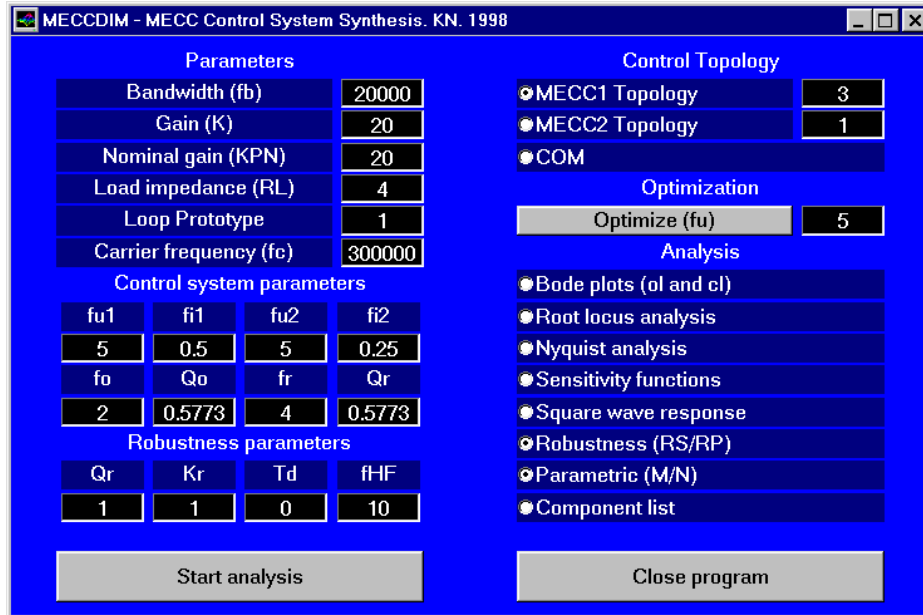 MECCDIM - MECC Control System Synthesis. KN. 1998
Parameters
Bandwidth (fb) 20000
Gain (K) 20
Nominal gain (KPN) 20
Load impedance (RL) 4
Loop Prototype 1
Carrier frequency (fc) 300000
Control system parameters
fu1 fi1 fu2 fi2
5 0.5 5 0.25
fo Qo fr Qr
2 0.5773 4 0.5773
Robustness parameters
Qr Kr Td fHF
1 1 0 10
Start analysis
Control Topology
MECC1 Topology 3
MECC2 Topology 1
COM
Optimization
Optimize (fu) 5
Analysis
Bode plots (ol and cl)
Root locus analysis
Nyquist analysis
Sensitivity functions
Square wave response
Robustness (RS/RP)
Parametric (M/N)
Component list
Close program